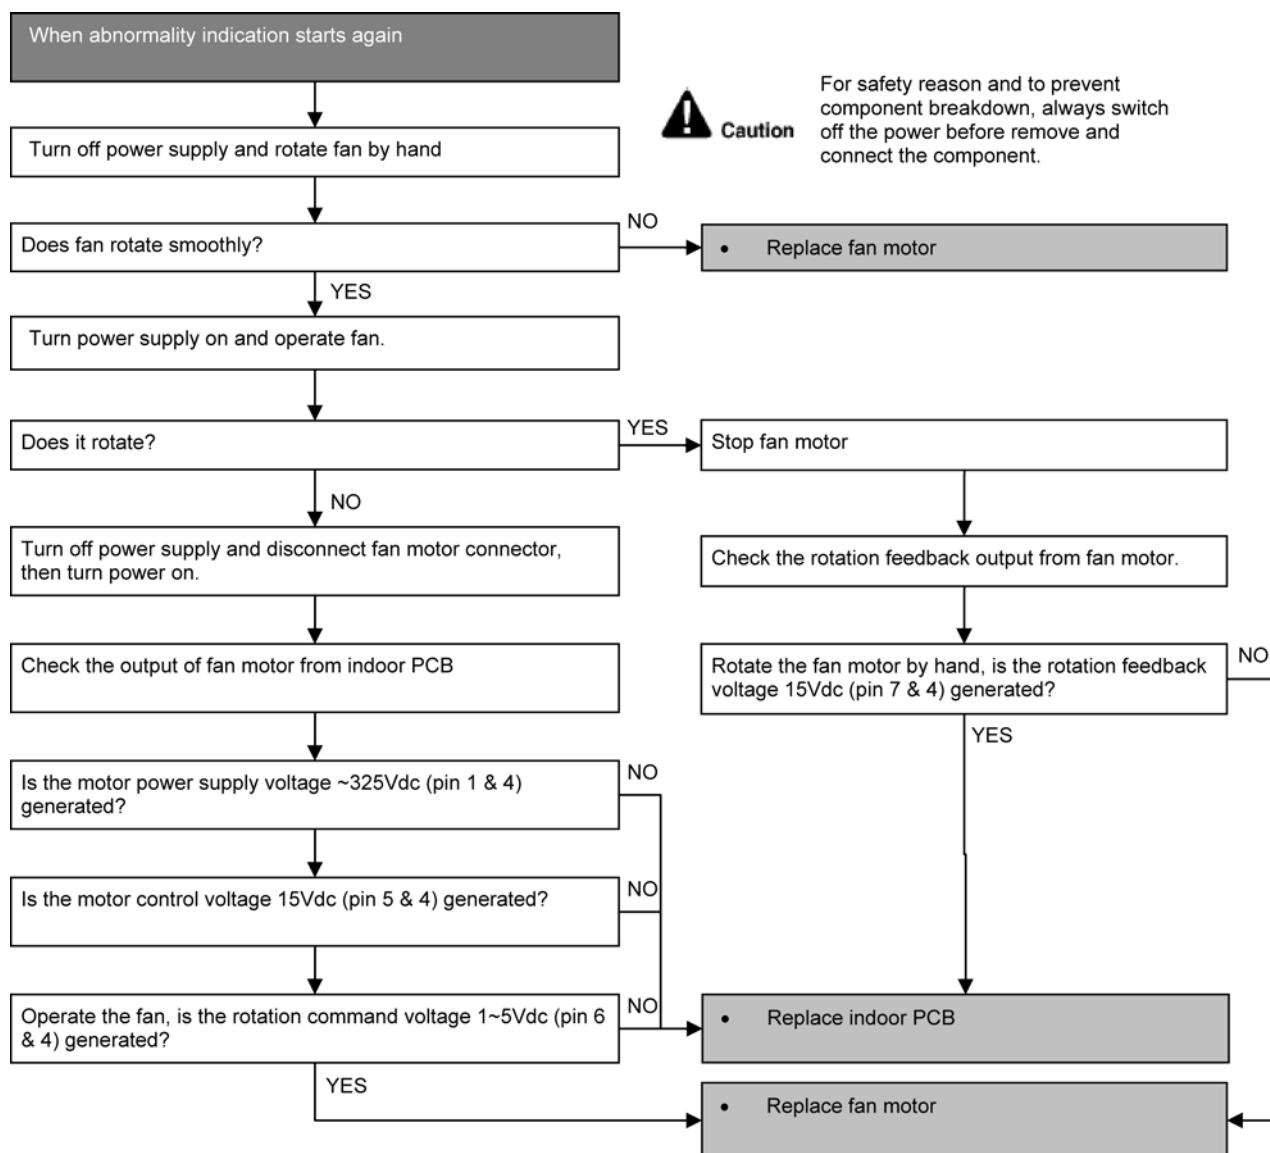 When abnormality indication starts again
For safety reason and to prevent
component breakdown, always switch
off the power before remove and
connect the component.
Caution
Turn off power supply and rotate fan by hand
Does fan rotate smoothly?
NO
• Replace fan motor
YES
Turn power supply on and operate fan.
Does it rotate?
YES
Stop fan motor
NO
Turn off power supply and disconnect fan motor connector,
then turn power on.
Check the rotation feedback output from fan motor.
Check the output of fan motor from indoor PCB
Rotate the fan motor by hand, is the rotation feedback
voltage 15Vdc (pin 7 & 4) generated?
NO
YES
Is the motor power supply voltage ~325Vdc (pin 1 & 4)
generated?
NO
Is the motor control voltage 15Vdc (pin 5 & 4) generated?
NO
Operate the fan, is the rotation command voltage 1~5Vdc (pin 6
& 4) generated?
NO
• Replace indoor PCB
YES
• Replace fan motor